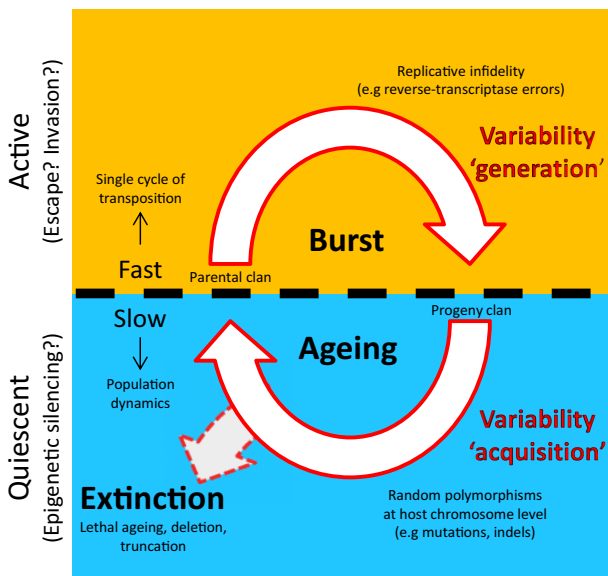 Active
(Escape? Invasion?)
Replicative infidelity
(e.g reverse-transcriptase errors)
Variability
‘generation’
Single cycle of
transposition
Burst
Fast
Parental clan
Slow
Progeny clan
Ageing
Population
dynamics
Quiescent
(Epigenetic silencing?)
Variability
‘acquisition’
Extinction
Lethal ageing, deletion,
truncation
Random polymorphisms
at host chromosome level
(e.g mutations, indels)